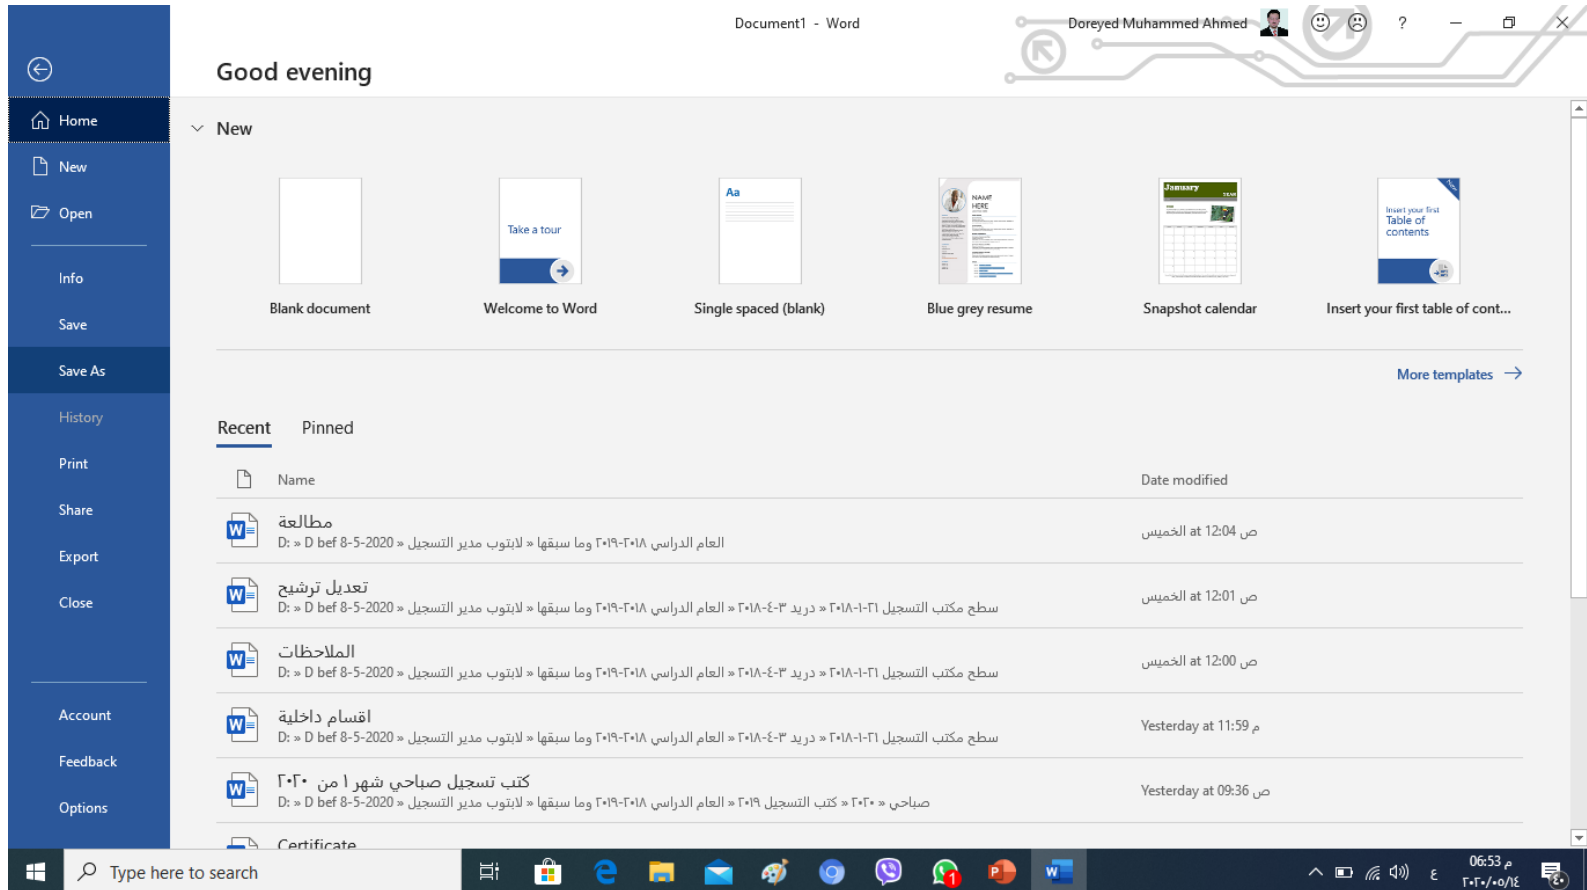 Document1 - Word
Doreyed Muhammed Ahmed
?
Good evening
Home
New
Open
Info
Save
Save As
History
Print
Share
Export
Close
Account
Feedback
Options
New
Aa
Take a tour
NAME
HERE
January
YEAR
New
Insert your first
Table of
contents
Blank document
Welcome to Word
Single spaced (blank)
Blue grey resume
Snapshot calendar
Insert your first table of cont...
More templates
Recent
Pinned
Name
Date modified
مطالعة
D: » D bef 8-5-2020 » لابتوب مدير التسجيل » العام الدراسي ٢٠١٨-٢٠١٩ وما سبقها
ص 12:04 at الخميس
تعديل ترشيح
D: » D bef 8-5-2020 » لابتوب مدير التسجيل » العام الدراسي ٢٠١٨-٢٠١٩ وما سبقها » دريد ٣-٤-٢٠١٨ » سطح مكتب التسجيل ٢١-١-٢٠١٨
ص 12:01 at الخميس
الملاحظات
D: » D bef 8-5-2020 » لابتوب مدير التسجيل » العام الدراسي ٢٠١٨-٢٠١٩ وما سبقها » دريد ٣-٤-٢٠١٨ » سطح مكتب التسجيل ٢١-١-٢٠١٨
ص 12:00 at الخميس
اقسام داخلية
D: » D bef 8-5-2020 » لابتوب مدير التسجيل » العام الدراسي ٢٠١٨-٢٠١٩ وما سبقها » دريد ٣-٤-٢٠١٨ » سطح مكتب التسجيل ٢١-١-٢٠١٨
Yesterday at 11:59 م
كتب تسجيل صباحي شهر ١ من ٢٠٢٠
D: » D bef 8-5-2020 » لابتوب مدير التسجيل » العام الدراسي ٢٠١٨-٢٠١٩ وما سبقها » كتب التسجيل ٢٠١٩ » ٢٠٢٠ » صباحي
Yesterday at 09:36 ص
Certificate
Type here to search
1
ع
06:53 م
٢٠٢٠/٠٥/١٤